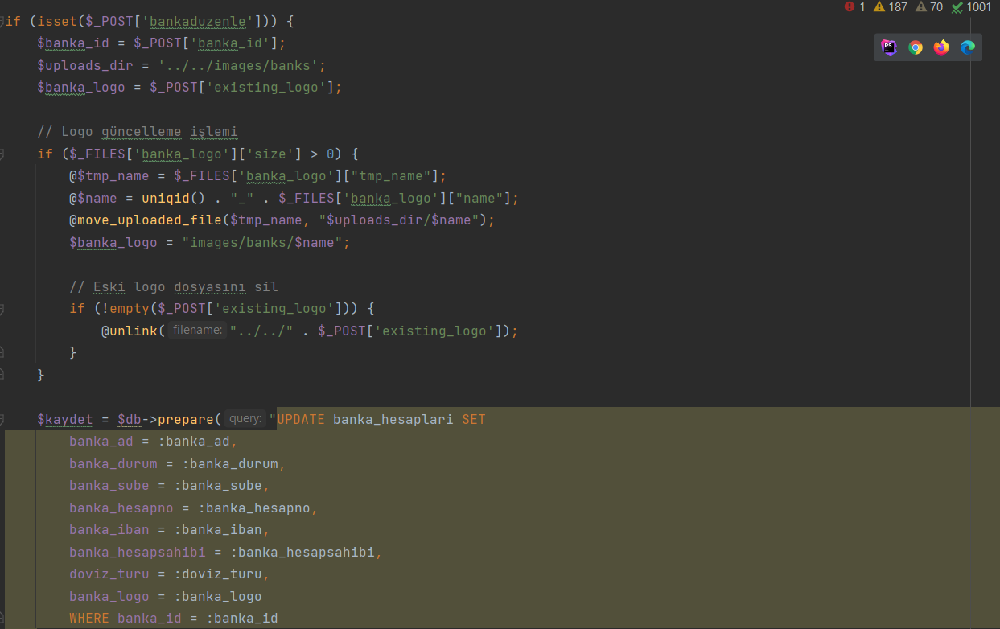 1 187 70 1001
if (isset($_POST['bankaduzenle'])) {
$banka_id = $_POST['banka_id'];
PS
$uploads_dir = '../../images/banks';
$banka_logo = $_POST['existing_logo'];
// Logo güncelleme işlemi
if ($_FILES['banka_logo']['size'] > 0) {
@$tmp_name = $_FILES['banka_logo']["tmp_name"];
@$name = uniqid() . "_" . $_FILES['banka_logo']["name"];
@move_uploaded_file($tmp_name, "$uploads_dir/$name");
$banka_logo = "images/banks/$name";
// Eski logo dosyasını sil
if (!empty($_POST['existing_logo'])) {
@unlink( filename: "../../" . $_POST['existing_logo']);
}
}
$kaydet = $db->prepare( query: "UPDATE banka_hesaplari SET
banka_ad = :banka_ad,
banka_durum = :banka_durum,
banka_sube = :banka_sube,
banka_hesapno = :banka_hesapno,
banka_iban = :banka_iban,
banka_hesapsahibi = :banka_hesapsahibi,
doviz_turu = :doviz_turu,
banka_logo = :banka_logo
WHERE banka_id = :banka_id